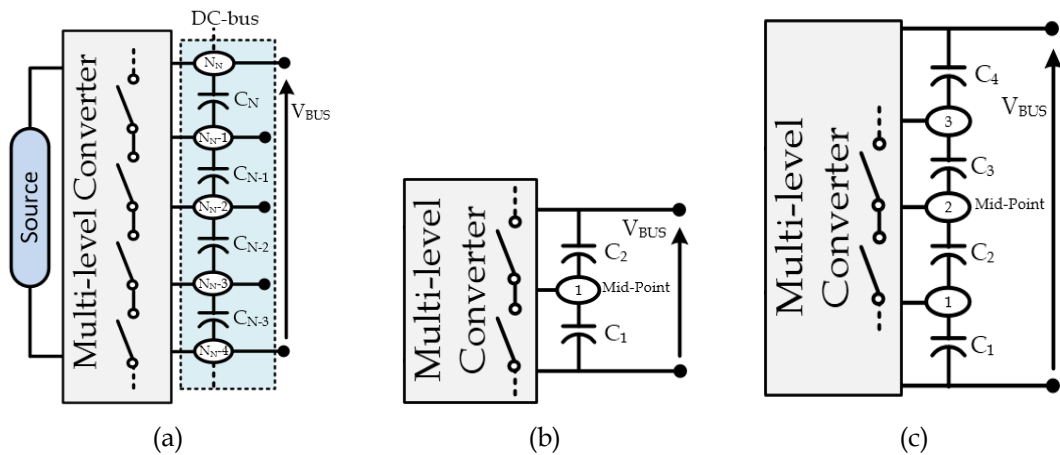 DC-bus
Source
Multi-level Converter
N_N
C_N
N_N-1
C_N-1
N_N-2
C_N-2
N_N-3
C_N-3
N_N-4
V_BUS
(a)
Multi-level
Converter
V_BUS
C_2
1 Mid-Point
C_1
(b)
Multi-level
Converter
C_4
V_BUS
3
C_3
2 Mid-Point
C_2
1
C_1
(c)